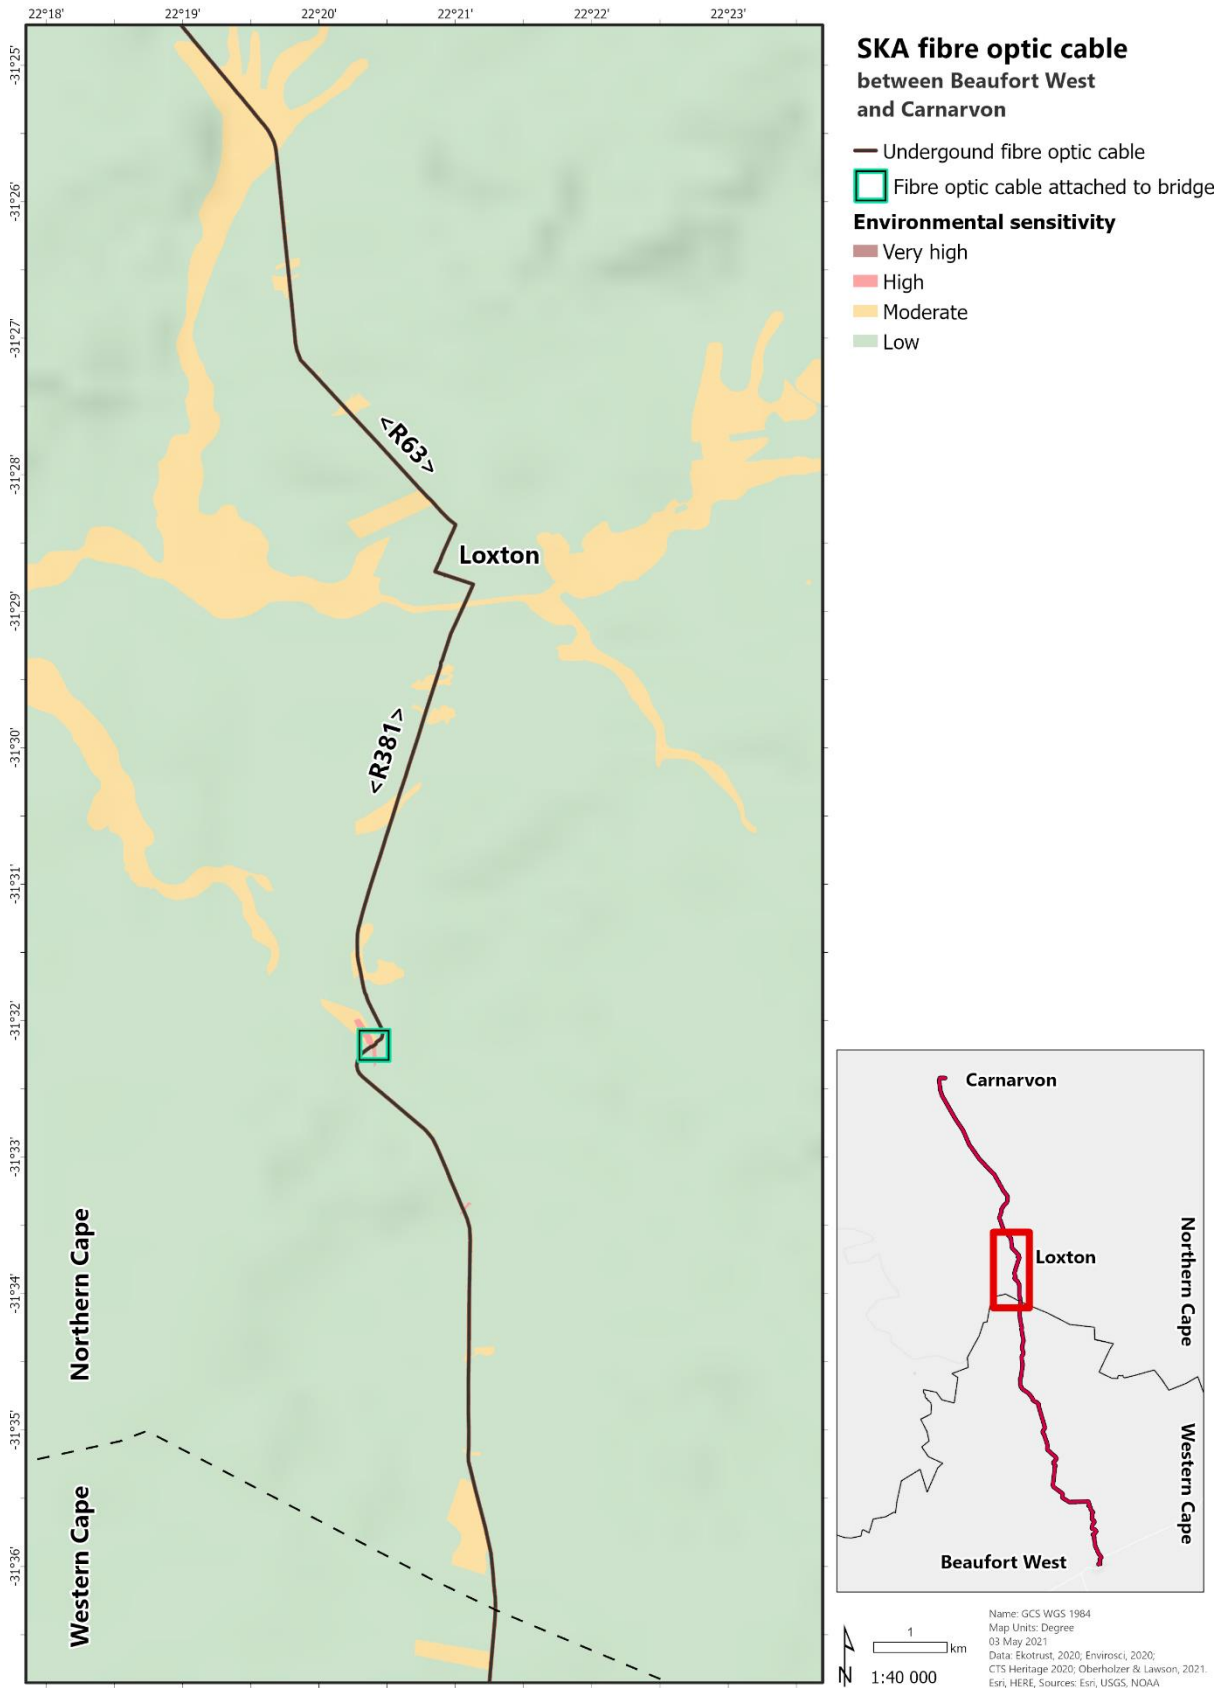 22°18'
22°19'
22°20'
22°21'
22°22'
22°23'
-31°25'
-31°26'
-31°27'
-31°28'
-31°29'
-31°30'
-31°31'
-31°32'
-31°33'
-31°34'
-31°35'
-31°36'
<R63>
Loxton
<R381>
Northern Cape
Western Cape
SKA fibre optic cable
between Beaufort West
and Carnarvon
Undergound fibre optic cable
Fibre optic cable attached to bridge
Environmental sensitivity
Very high
High
Moderate
Low
Carnarvon
Loxton
Northern Cape
Western Cape
Beaufort West
N
1
km
1:40 000
Name: GCS WGS 1984
Map Units: Degree
03 May 2021
Data: Ekotrust, 2020; Envirosci, 2020;
CTS Heritage 2020; Oberholzer & Lawson, 2021.
Esri, HERE, Sources: Esri, USGS, NOAA